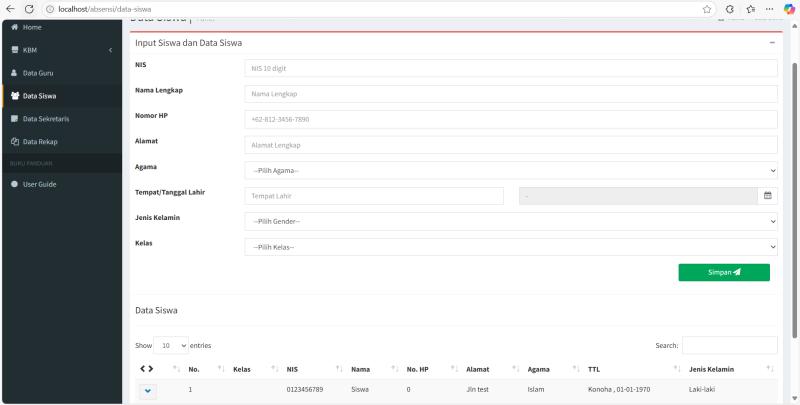 localhost/absensi/data-siswa
Home
KBM
Data Guru
Data Siswa
Data Sekretaris
Data Rekap
BUKU PANDUAN
User Guide
Data Siswa |
Input Siswa dan Data Siswa
NIS
NIS 10 digit
Nama Lengkap
Nama Lengkap
Nomor HP
+62-812-3456-7890
Alamat
Alamat Lengkap
Agama
--Pilih Agama--
Tempat/Tanggal Lahir
Tempat Lahir
-
Jenis Kelamin
--Pilih Gender--
Kelas
--Pilih Kelas--
Simpan
Data Siswa
Show 10 entries
Search:
No. Kelas NIS Nama No. HP Alamat Agama TTL Jenis Kelamin
1 0123456789 Siswa 0 Jln test Islam Konoha , 01-01-1970 Laki-laki